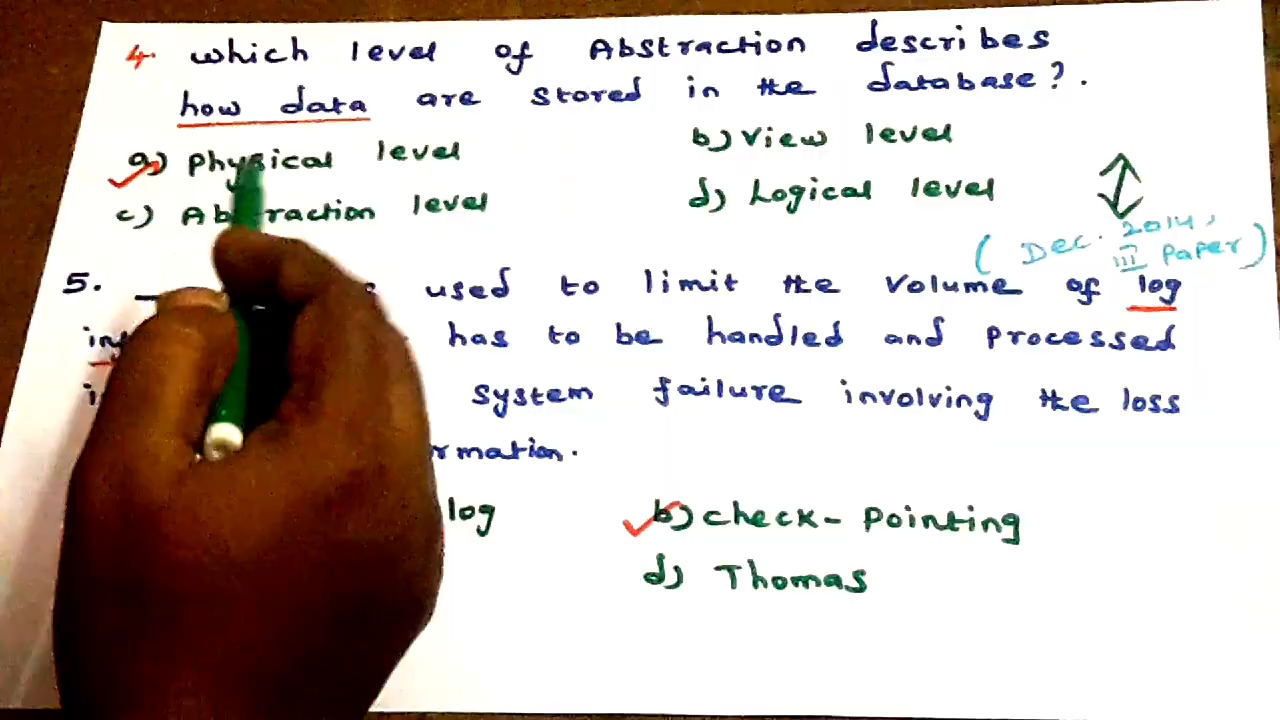 4. which level of Abstraction describes
how data are stored in the database?.
a) Physical level
b) View level
c) Abstraction level
d) Logical level
(Dec. 2014,
III Paper)
5. used to limit the volume of log
has to be handled and processed
system failure involving the loss
log
b) check-pointing
d) Thomas